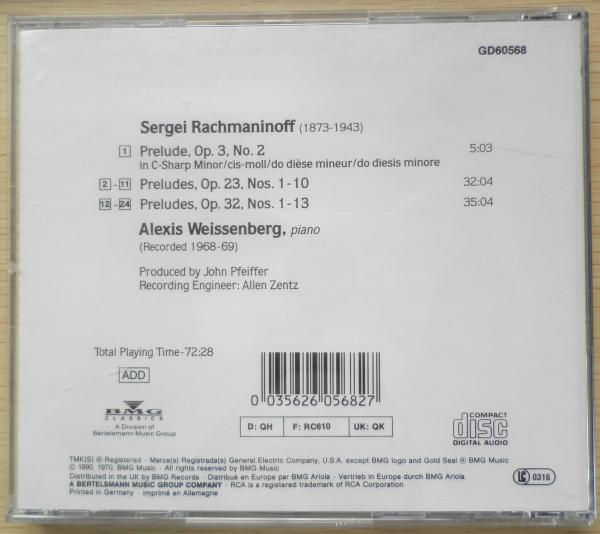 GD60568
Sergei Rachmaninoff (1873-1943)
1 Prelude, Op. 3, No. 2 5:03
in C-Sharp Minor/cis-moll/do dièse mineur/do diesis minore
2 - 11 Preludes, Op. 23, Nos. 1-10 32:04
12 - 24 Preludes, Op. 32, Nos. 1-13 35:04
Alexis Weissenberg, piano
(Recorded 1968-69)
Produced by John Pfeiffer
Recording Engineer: Allen Zentz
Total Playing Time-72:28
ADD
0 035626 056827
BMG
CLASSICS
A Division of
Bertelsmann Music Group
D: QH F: RC610 UK: QK
COMPACT
disc
DIGITAL AUDIO
TMK(S) ® Registered · Marca(s) Registrada(s) General Electric Company, U.S.A. except BMG logo and Gold Seal ® BMG Music
© 1990, 1970, BMG Music · All rights reserved by BMG Music
Distributed in the UK by BMG Records · Distribué en Europe par BMG Ariola · Vertrieb in Europa durch BMG Ariola
A BERTELSMANN MUSIC GROUP COMPANY · RCA is a registered trademark of RCA Corporation
Printed in Germany · Imprimé en Allemagne
LC 0316